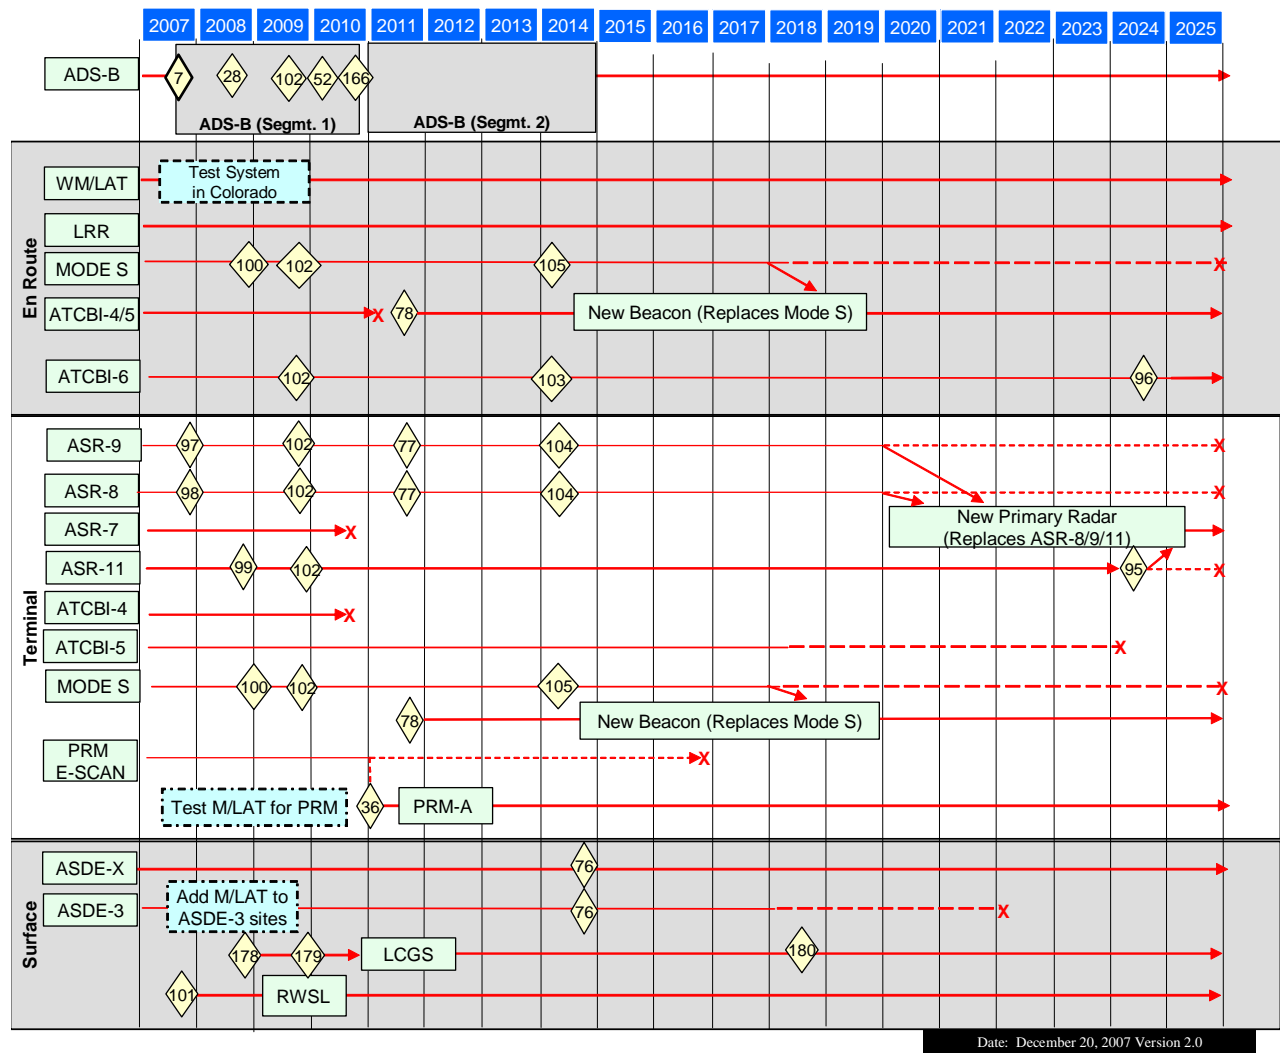 2007 2008 2009 2010 2011 2012 2013 2014 2015 2016 2017 2018 2019 2020 2021 2022 2023 2024 2025
ADS-B 7 28 102 52 166
ADS-B (Segmt. 1) ADS-B (Segmt. 2)
En Route
WM/LAT Test System
in Colorado
LRR
MODE S 100 102 105 X
ATCBI-4/5 X 78 New Beacon (Replaces Mode S)
ATCBI-6 102 103 96
Terminal
ASR-9 97 102 77 104 X
ASR-8 98 102 77 104 X
ASR-7 X New Primary Radar
(Replaces ASR-8/9/11)
ASR-11 99 102 95 X
ATCBI-4 X
ATCBI-5 X
MODE S 100 102 105 X
78 New Beacon (Replaces Mode S)
PRM
E-SCAN X
Test M/LAT for PRM 36 PRM-A
Surface
ASDE-X 76
ASDE-3 Add M/LAT to
ASDE-3 sites 76 X
178 179 LCGS 180
101 RWSL
Date: December 20, 2007 Version 2.0